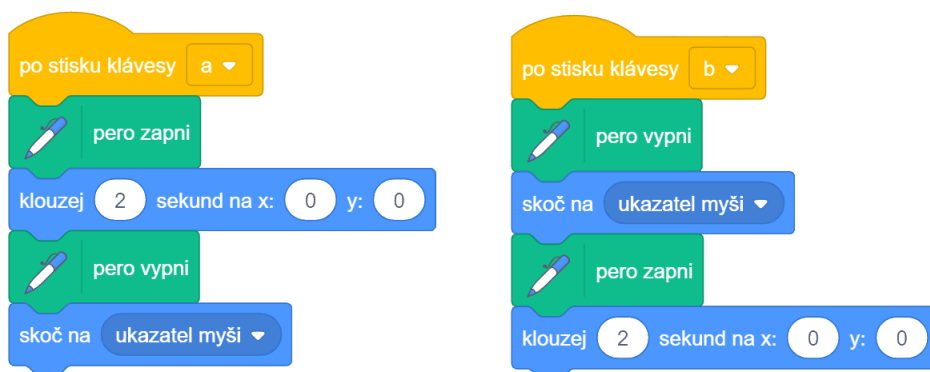 po stisku klávesy a
pero zapni
klouzej 2 sekund na x: 0 y: 0
pero vypni
skoč na ukazatel myši
po stisku klávesy b
pero vypni
skoč na ukazatel myši
pero zapni
klouzej 2 sekund na x: 0 y: 0